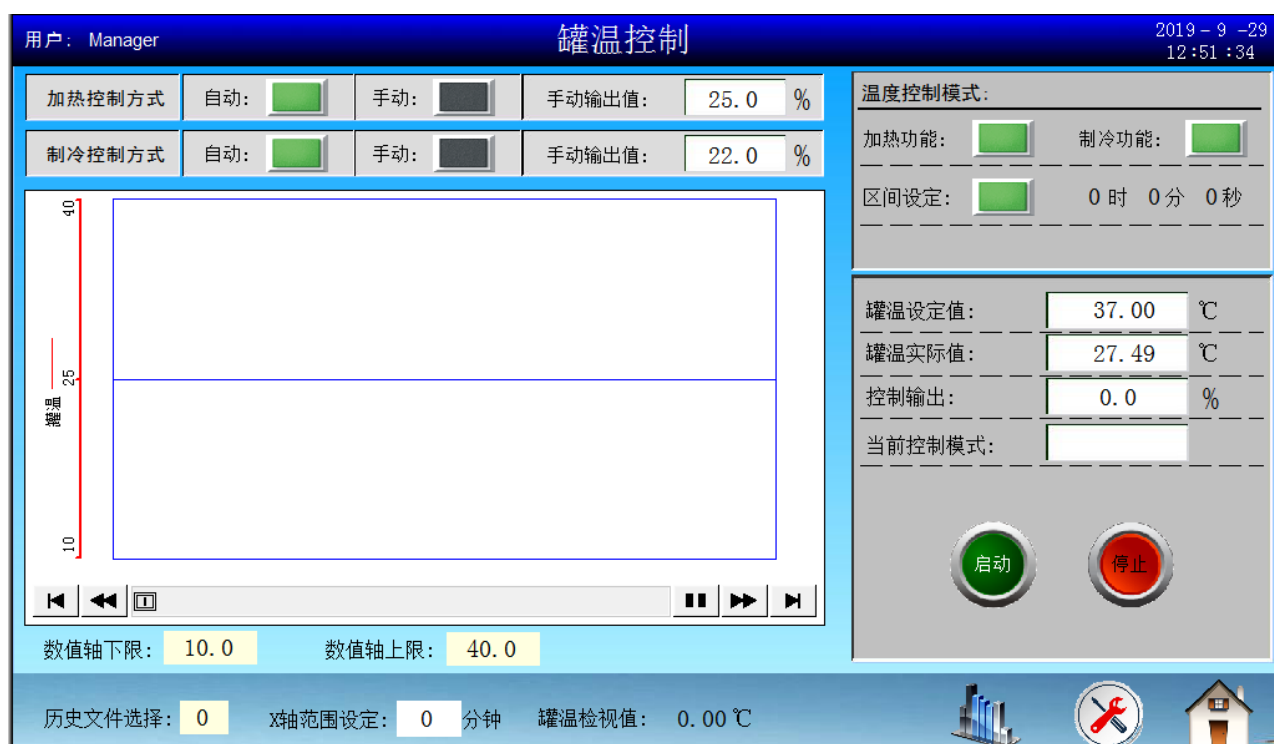 用户: Manager
罐温控制
2019-9-29
12:51:34
加热控制方式 自动: 手动: 手动输出值: 25.0 %
制冷控制方式 自动: 手动: 手动输出值: 22.0 %
40
25
10
罐温
数值轴下限: 10.0 数值轴上限: 40.0
温度控制模式:
加热功能: 制冷功能:
区间设定: 0时 0分 0秒
罐温设定值: 37.00 ℃
罐温实际值: 27.49 ℃
控制输出: 0.0 %
当前控制模式:
启动 停止
历史文件选择: 0 X轴范围设定: 0 分钟 罐温检视值: 0.00℃